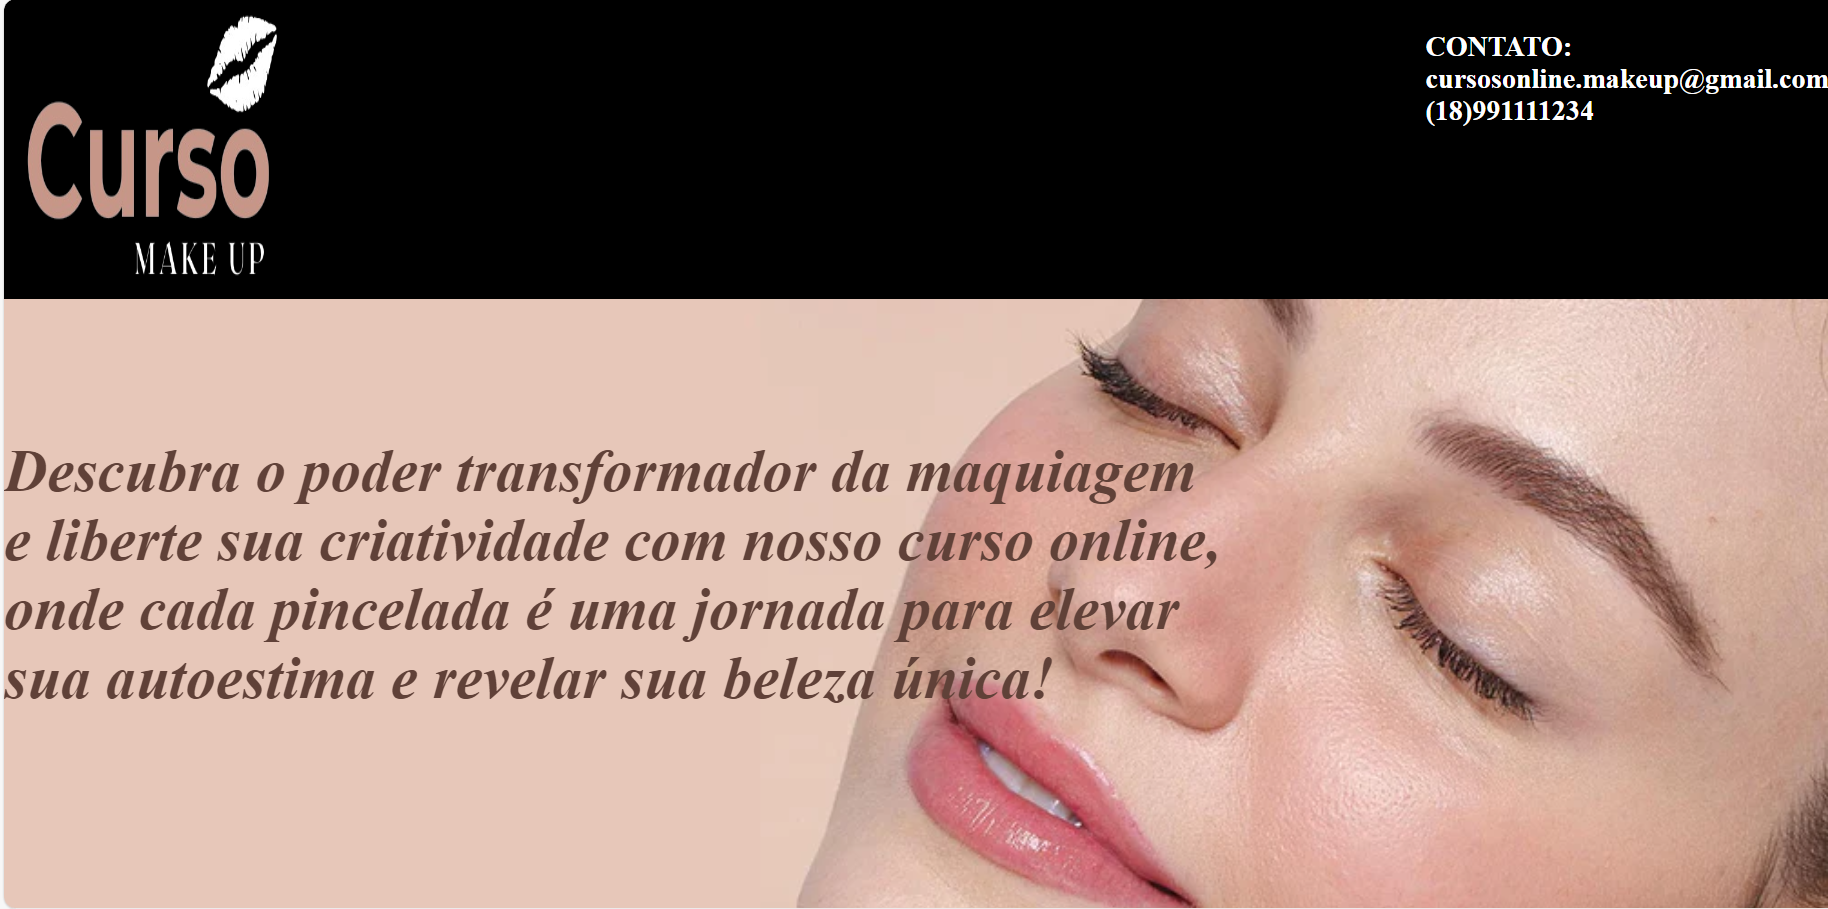 Curso
MAKE UP
CONTATO:
cursosonline.makeup@gmail.com
(18)991111234
Descubra o poder transformador da maquiagem
e liberte sua criatividade com nosso curso online,
onde cada pincelada é uma jornada para elevar
sua autoestima e revelar sua beleza única!